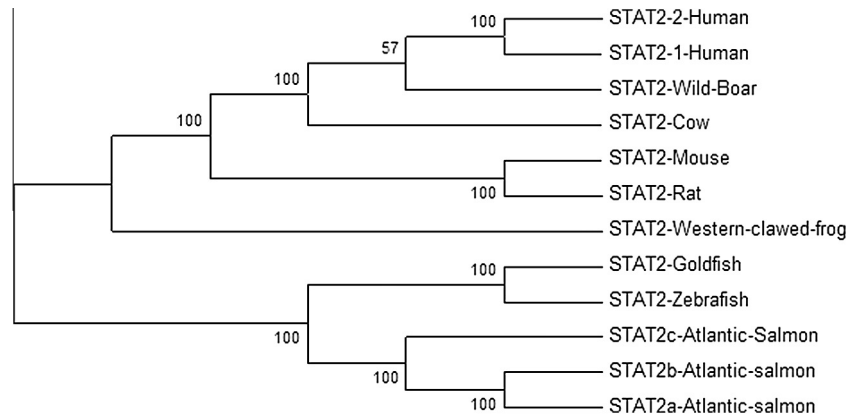 100 STAT2-2-Human
57 STAT2-1-Human
100 STAT2-Wild-Boar
100 STAT2-Cow
STAT2-Mouse
100 STAT2-Rat
STAT2-Western-clawed-frog
100 STAT2-Goldfish
STAT2-Zebrafish
100 STAT2c-Atlantic-Salmon
100 STAT2b-Atlantic-salmon
100 STAT2a-Atlantic-salmon